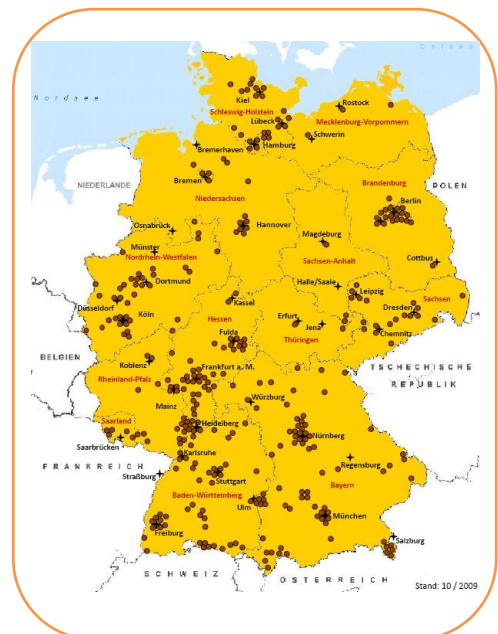 Ostsee
Nordsee
Kiel
Schleswig-Holstein
Rostock
Lübeck
Mecklenburg-Vorpommern
Schwerin
Hamburg
Bremerhaven
Bremen
NIEDERLANDE
Niedersachsen
Brandenburg
POLEN
Berlin
Osnabrück
Hannover
Magdeburg
Münster
Nordrhein-Westfalen
Sachsen-Anhalt
Cottbus
Dortmund
Halle/Saale
Leipzig
Düsseldorf
Kassel
Dresden
Sachsen
Köln
Hessen
Erfurt
Fulda
Jena
Chemnitz
Thüringen
BELGIEN
Koblenz
Frankfurt a. M.
TSCHECHISCHE
REPUBLIK
Rheinland-Pfalz
Mainz
Würzburg
Saarland
Heidelberg
Nürnberg
Saarbrücken
Karlsruhe
Regensburg
FRANKREICH
Straßburg
Stuttgart
Bayern
Baden-Württemberg
Ulm
München
Freiburg
Salzburg
SCHWEIZ
ÖSTERREICH
Stand: 10 / 2009